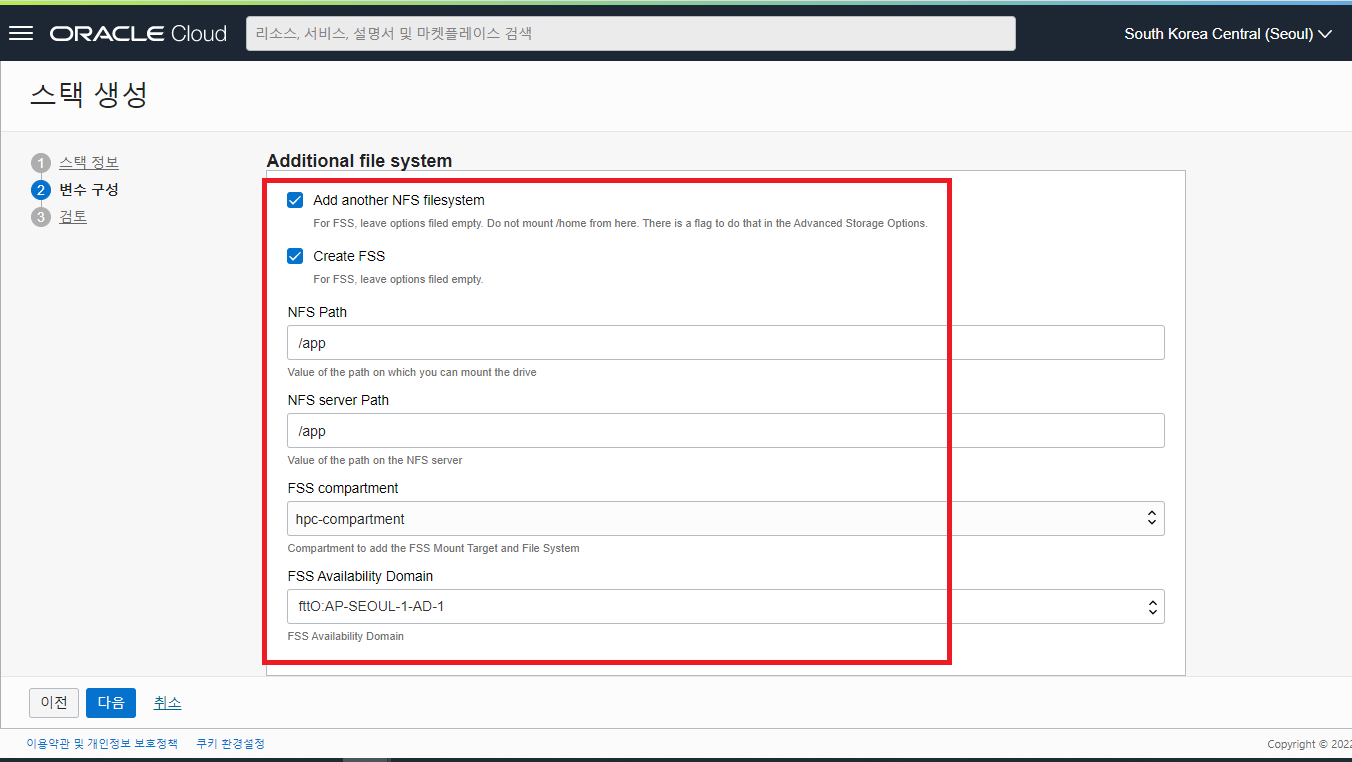 ORACLE Cloud
리소스, 서비스, 설명서 및 마켓플레이스 검색
South Korea Central (Seoul)
스택 생성
1 스택 정보
2 변수 구성
3 검토
Additional file system
Add another NFS filesystem
For FSS, leave options filed empty. Do not mount /home from here. There is a flag to do that in the Advanced Storage Options.
Create FSS
For FSS, leave options filed empty.
NFS Path
/app
Value of the path on which you can mount the drive
NFS server Path
/app
Value of the path on the NFS server
FSS compartment
hpc-compartment
Compartment to add the FSS Mount Target and File System
FSS Availability Domain
fttO:AP-SEOUL-1-AD-1
FSS Availability Domain
이전 다음 취소
이용약관 및 개인정보 보호정책 쿠키 환경설정
Copyright © 2022